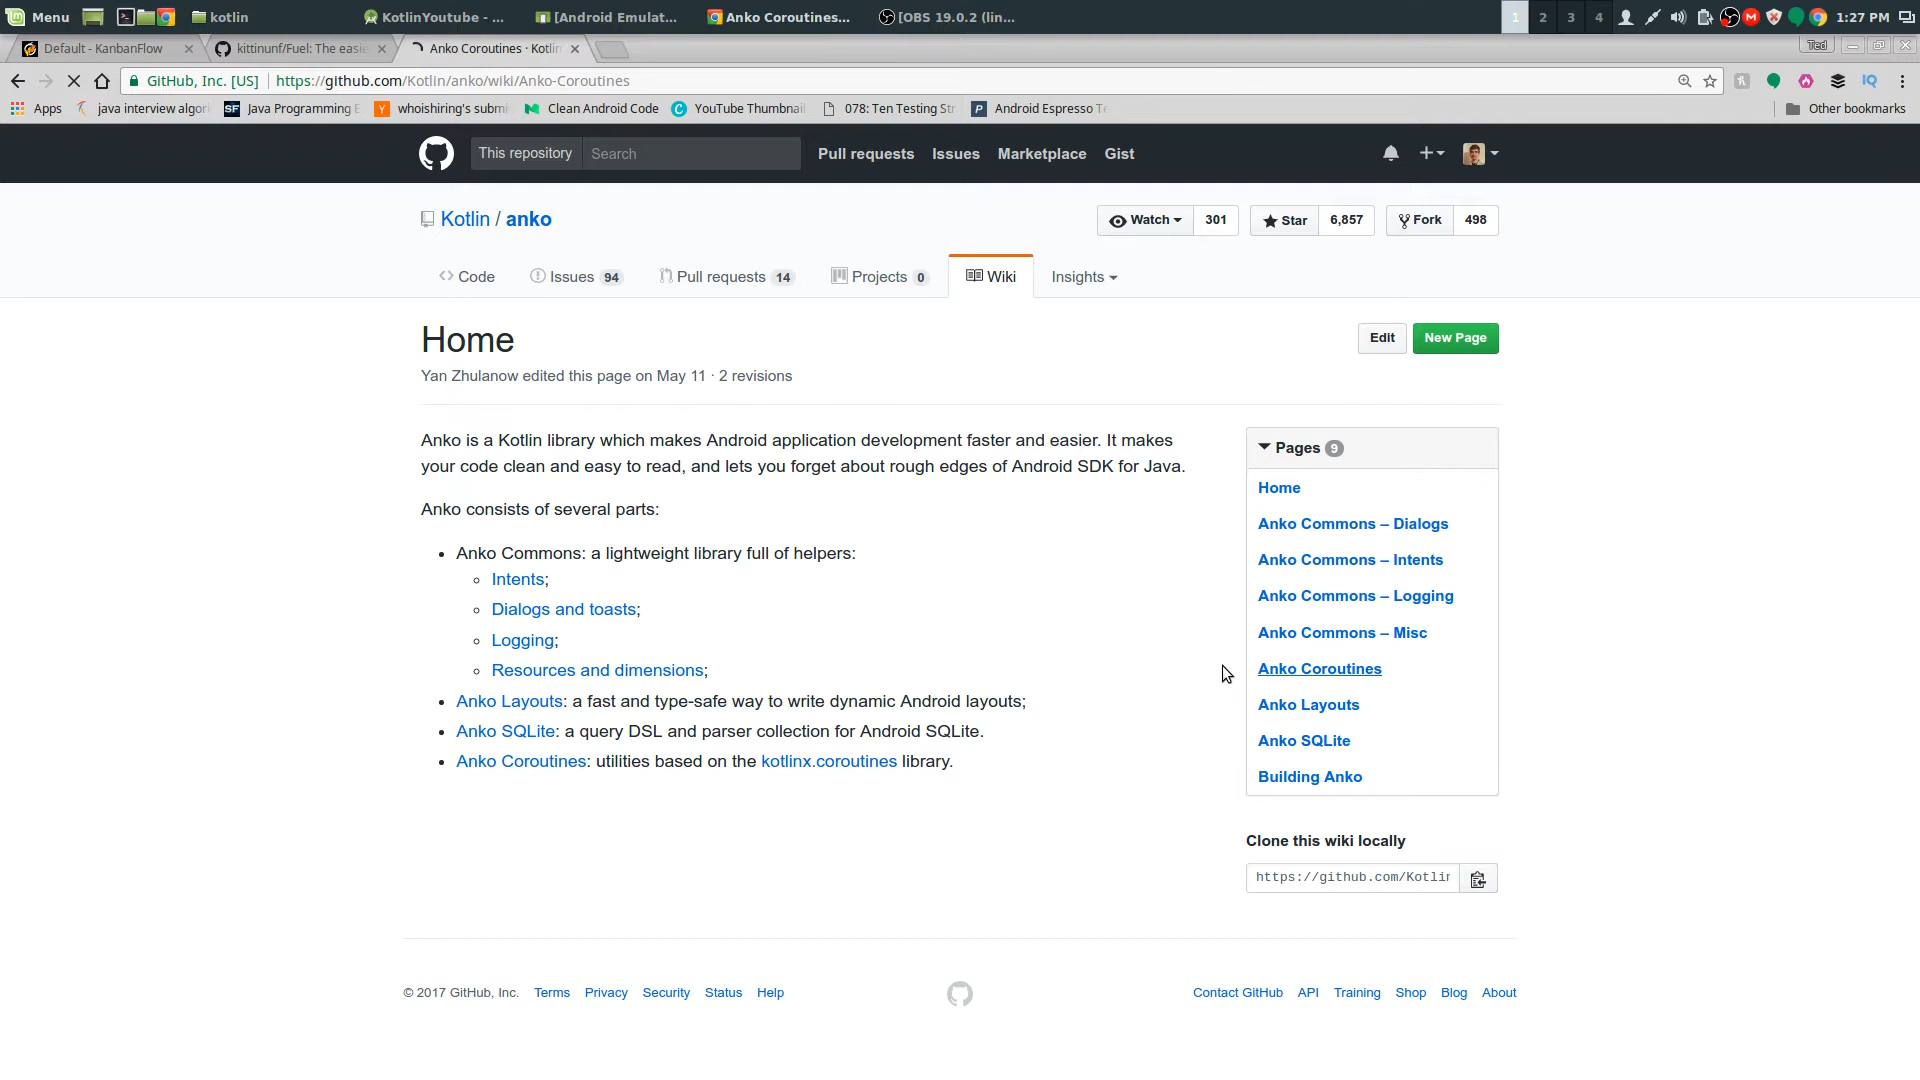 Menu
kotlin
KotlinYoutube - ...
[Android Emulat...
Anko Coroutines...
[OBS 19.0.2 (lin...
1
2
3
4
1:27 PM
Default - KanbanFlow
kittinunf/Fuel: The easie
Anko Coroutines · Kotlin
Ted
GitHub, Inc. [US]
https://github.com/Kotlin/anko/wiki/Anko-Coroutines
IQ
Apps
java interview algori
SF
Java Programming E
Y
whoishiring's submi
Clean Android Code
YouTube Thumbnail
078: Ten Testing Str
P
Android Espresso Te
Other bookmarks
This repository
Search
Pull requests
Issues
Marketplace
Gist
Kotlin / anko
Watch
301
Star
6,857
Fork
498
Code
Issues 94
Pull requests 14
Projects 0
Wiki
Insights
Home
Edit
New Page
Yan Zhulanow edited this page on May 11 · 2 revisions
Anko is a Kotlin library which makes Android application development faster and easier. It makes
your code clean and easy to read, and lets you forget about rough edges of Android SDK for Java.
Anko consists of several parts:
Anko Commons: a lightweight library full of helpers:
Intents;
Dialogs and toasts;
Logging;
Resources and dimensions;
Anko Layouts: a fast and type-safe way to write dynamic Android layouts;
Anko SQLite: a query DSL and parser collection for Android SQLite.
Anko Coroutines: utilities based on the kotlinx.coroutines library.
Pages 9
Home
Anko Commons – Dialogs
Anko Commons – Intents
Anko Commons – Logging
Anko Commons – Misc
Anko Coroutines
Anko Layouts
Anko SQLite
Building Anko
Clone this wiki locally
https://github.com/Kotlin
© 2017 GitHub, Inc.
Terms
Privacy
Security
Status
Help
Contact GitHub
API
Training
Shop
Blog
About